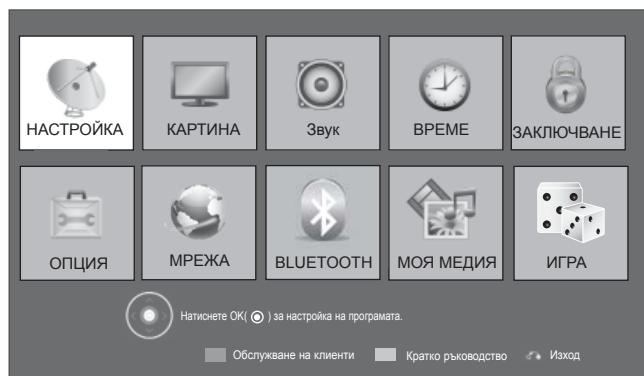 НАСТРОЙКА КАРТИНА Звук ВРЕМЕ ЗАКЛЮЧВАНЕ
ОПЦИЯ МРЕЖА BLUETOOTH МОЯ МЕДИЯ ИГРА
Натиснете ОК( ) за настройка на програмата.
Обслужване на клиенти Кратко ръководство Изход